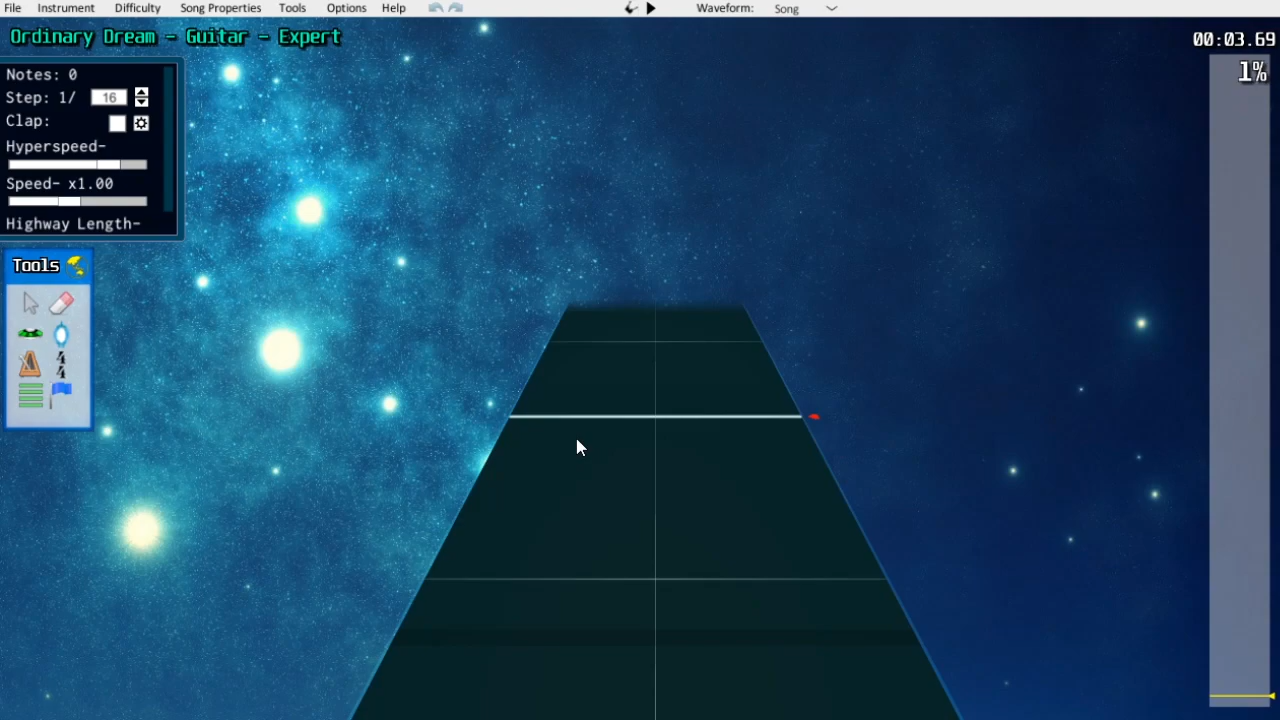 File Instrument Difficulty Song Properties Tools Options Help Waveform: Song
Ordinary Dream - Guitar - Expert
00:03.69
1%
Notes: 0
Step: 1/ 16
Clap:
Hyperspeed-
Speed- x1.00
Highway Length-
Tools
4
4